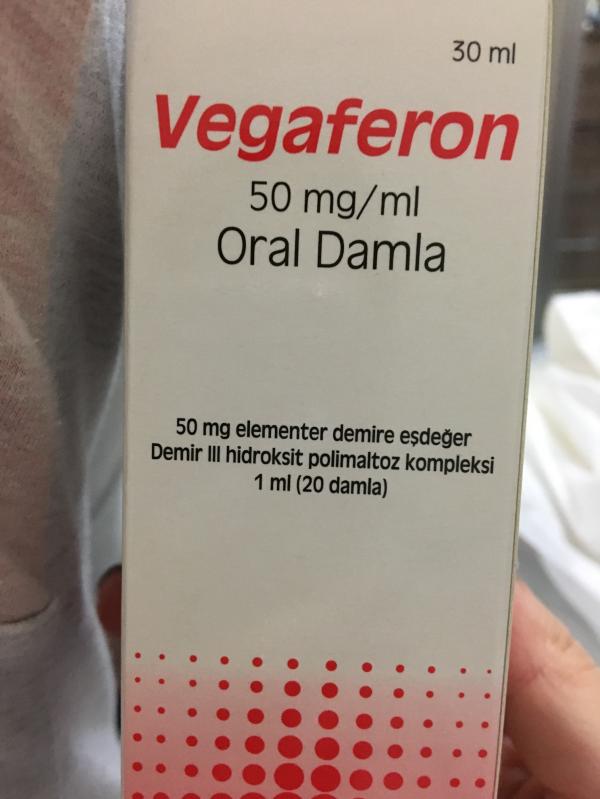 30 ml
Vegaferon
50 mg/ml
Oral Damla
50 mg elementer demire eşdeğer
Demir III hidroksit polimaltoz kompleksi
1 ml (20 damla)